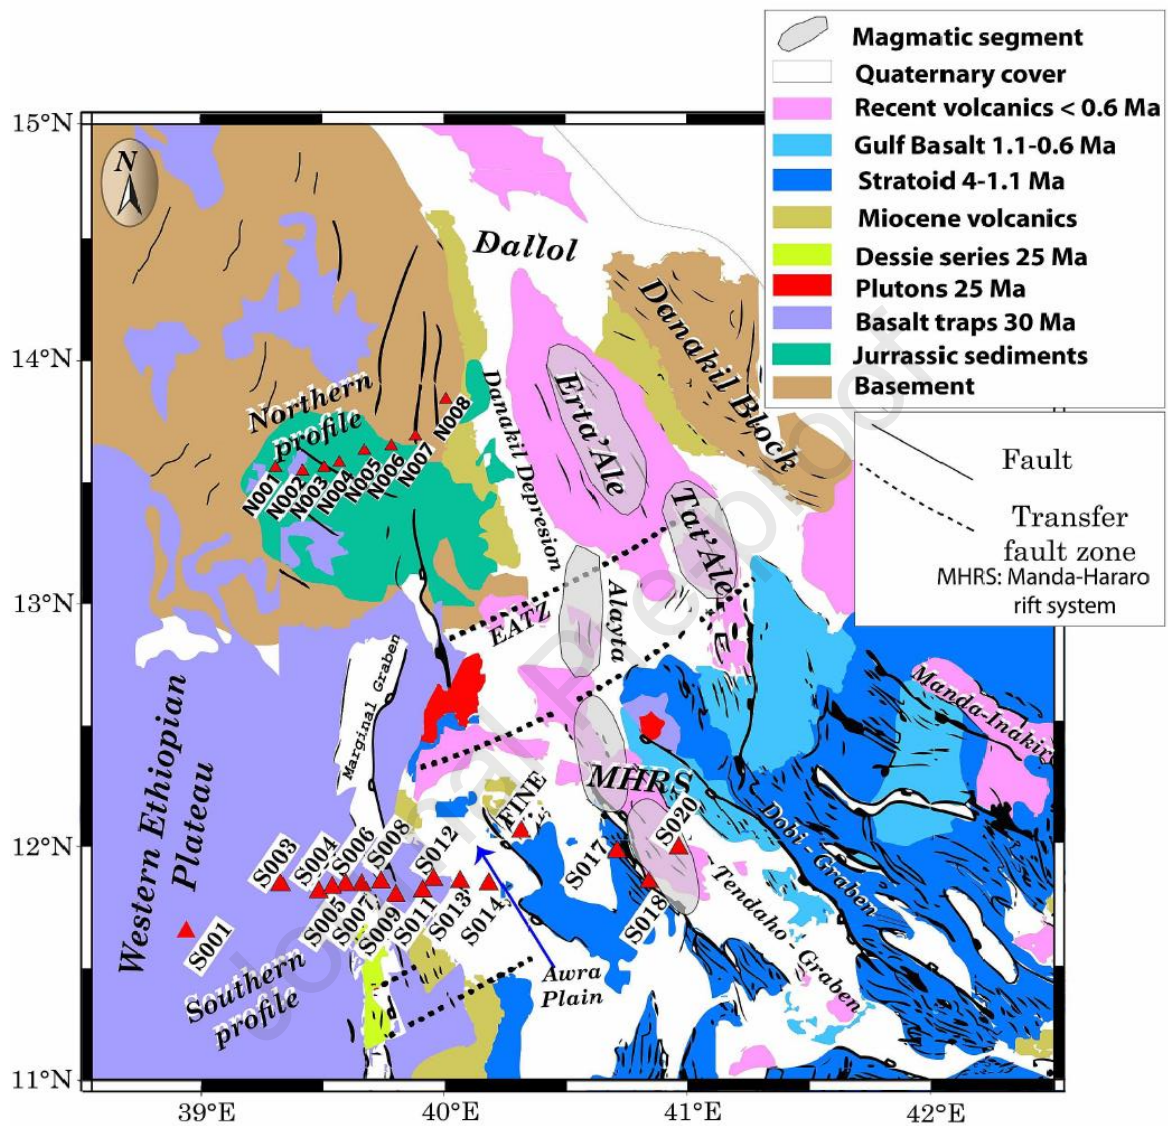 Magmatic segment
Quaternary cover
Recent volcanics < 0.6 Ma
Gulf Basalt 1.1-0.6 Ma
Stratoid 4-1.1 Ma
Miocene volcanics
Dessie series 25 Ma
Plutons 25 Ma
Basalt traps 30 Ma
Jurrassic sediments
Basement
Fault
Transfer
fault zone
MHRS: Manda-Hararo
rift system
15°N
14°N
13°N
12°N
11°N
39°E
40°E
41°E
42°E
N
Dallol
Danakil Block
Erta'Ale
Tat'Ale
Danakil Depresion
Northern
profile
N001
N002
N003
N004
N005
N006
N007
N008
EATZ
Alayta
Marginal Graben
Western Ethiopian
Plateau
Manda-Inakir
MHRS
FINE
Dobi - Graben
Tendaho - Graben
Awra
Plain
Southern
profile
S001
S003
S004
S005
S006
S007
S008
S009
S011
S012
S013
S014
S017
S018
S020
Journal Pre-proof